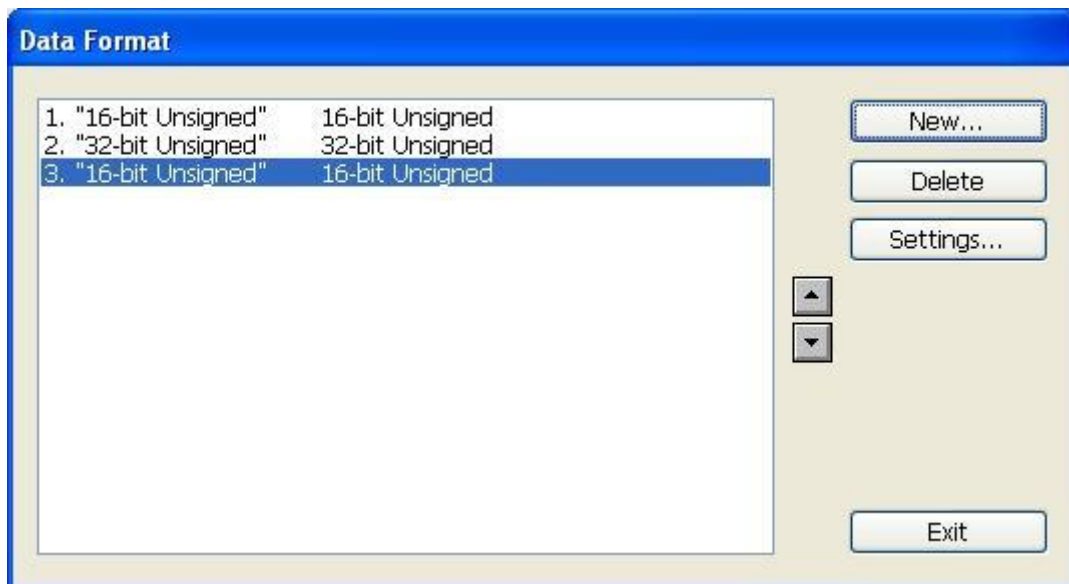 Data Format
1. "16-bit Unsigned" 16-bit Unsigned
2. "32-bit Unsigned" 32-bit Unsigned
3. "16-bit Unsigned" 16-bit Unsigned
New...
Delete
Settings...
Exit